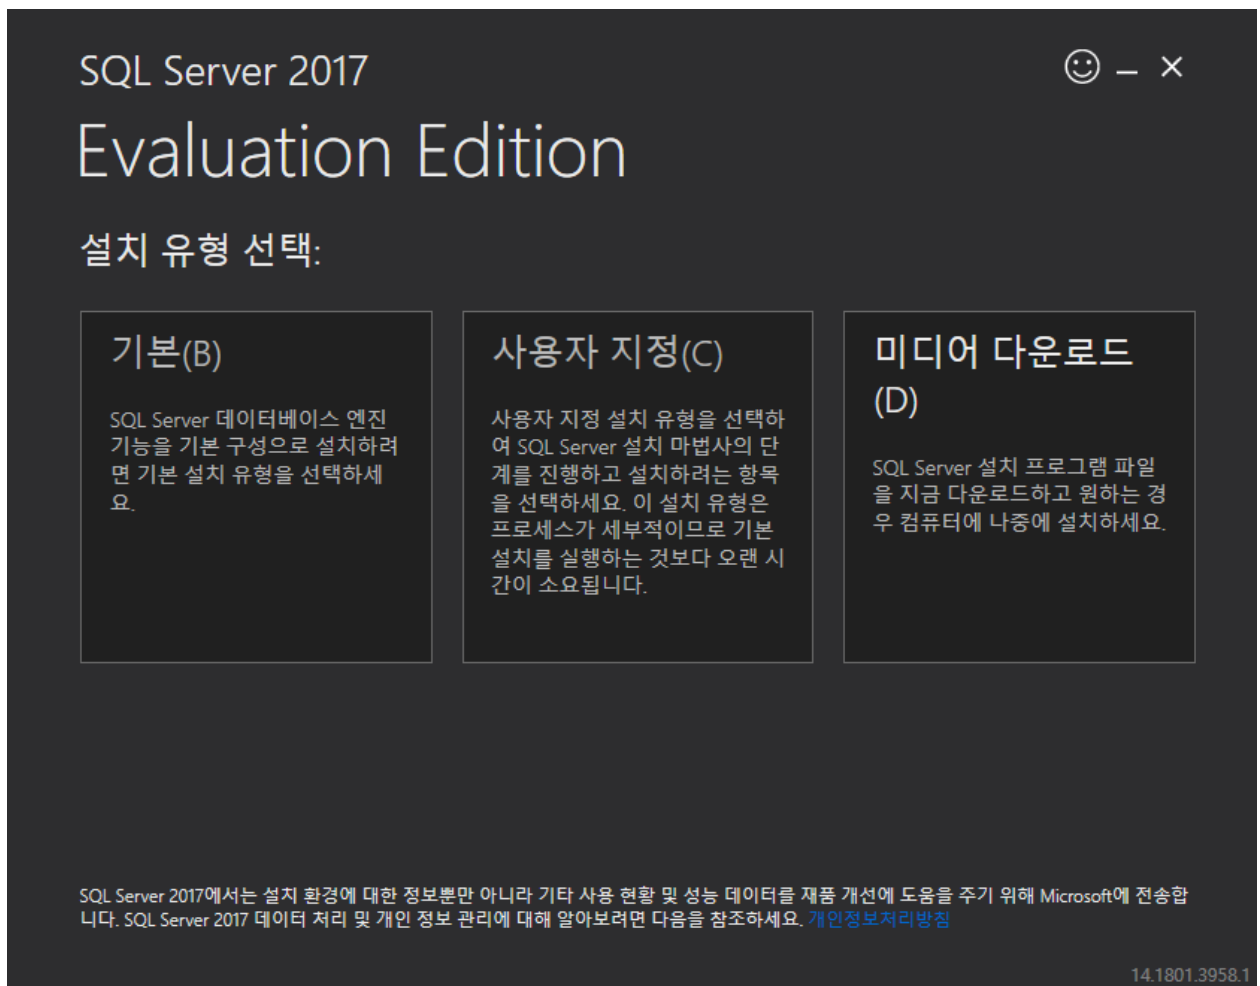 SQL Server 2017
Evaluation Edition
설치 유형 선택:
기본(B)
SQL Server 데이터베이스 엔진
기능을 기본 구성으로 설치하려
면 기본 설치 유형을 선택하세
요.
사용자 지정(C)
사용자 지정 설치 유형을 선택하
여 SQL Server 설치 마법사의 단
계를 진행하고 설치하려는 항목
을 선택하세요. 이 설치 유형은
프로세스가 세부적이므로 기본
설치를 실행하는 것보다 오랜 시
간이 소요됩니다.
미디어 다운로드
(D)
SQL Server 설치 프로그램 파일
을 지금 다운로드하고 원하는 경
우 컴퓨터에 나중에 설치하세요.
SQL Server 2017에서는 설치 환경에 대한 정보뿐만 아니라 기타 사용 현황 및 성능 데이터를 재품 개선에 도움을 주기 위해 Microsoft에 전송합
니다. SQL Server 2017 데이터 처리 및 개인 정보 관리에 대해 알아보려면 다음을 참조하세요. 개인정보처리방침
14.1801.3958.1